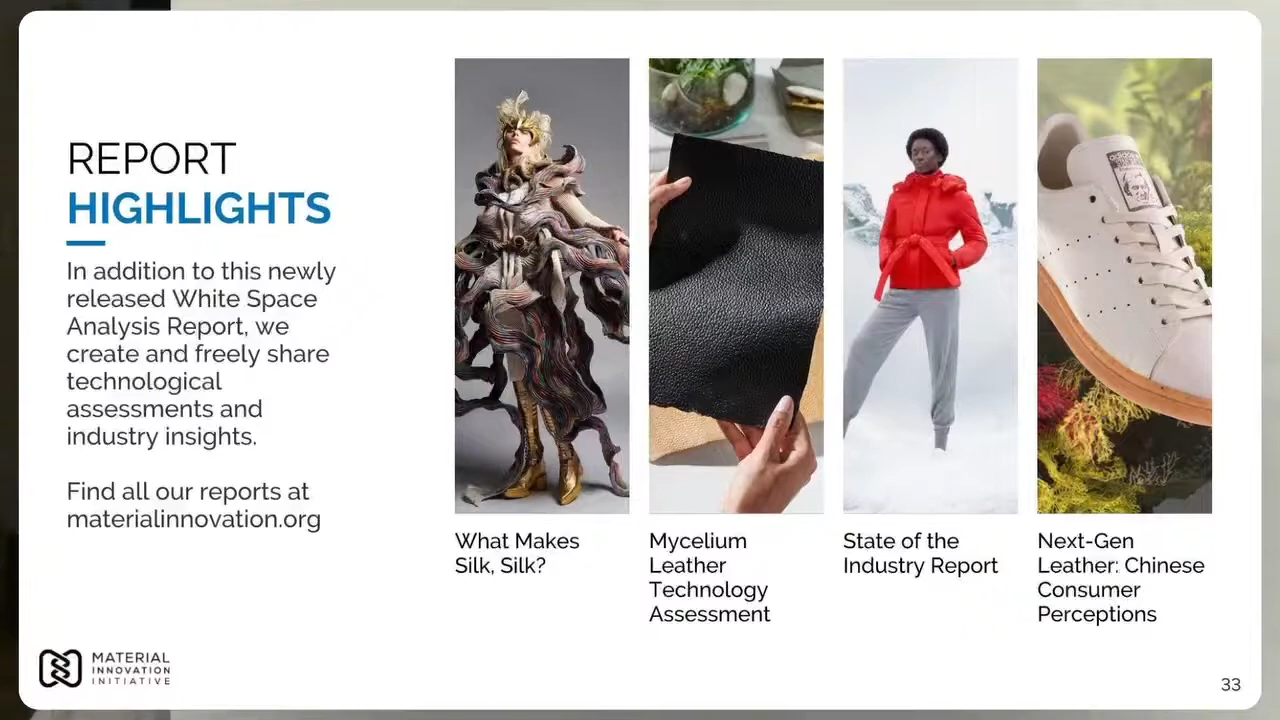 REPORT
HIGHLIGHTS
In addition to this newly
released White Space
Analysis Report, we
create and freely share
technological
assessments and
industry insights.
Find all our reports at
materialinnovation.org
What Makes
Silk, Silk?
Mycelium
Leather
Technology
Assessment
State of the
Industry Report
adidas
Next-Gen
Leather: Chinese
Consumer
Perceptions
MATERIAL
INNOVATION
INITIATIVE
33